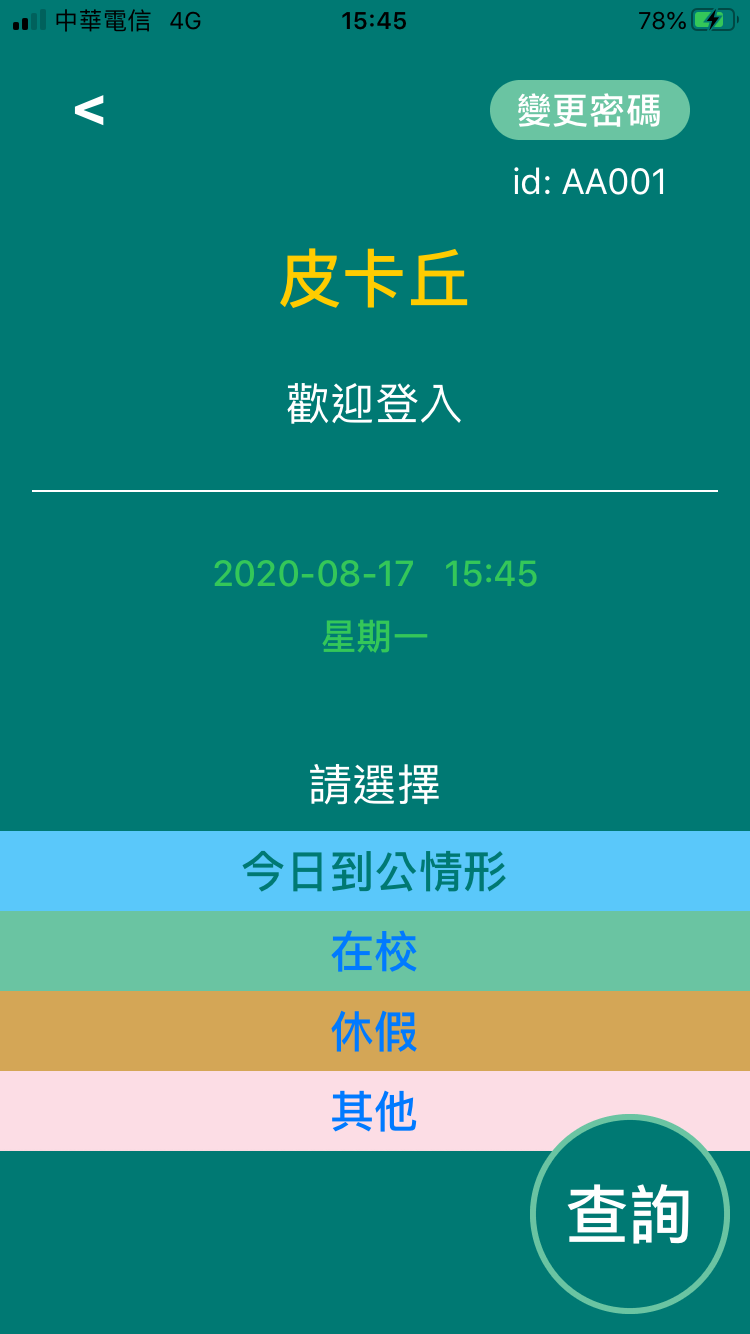 中華電信 4G 15:45 78%
<
變更密碼
id: AA001
皮卡丘
歡迎登入
2020-08-17 15:45
星期一
請選擇
今日到公情形
在校
休假
其他
查詢